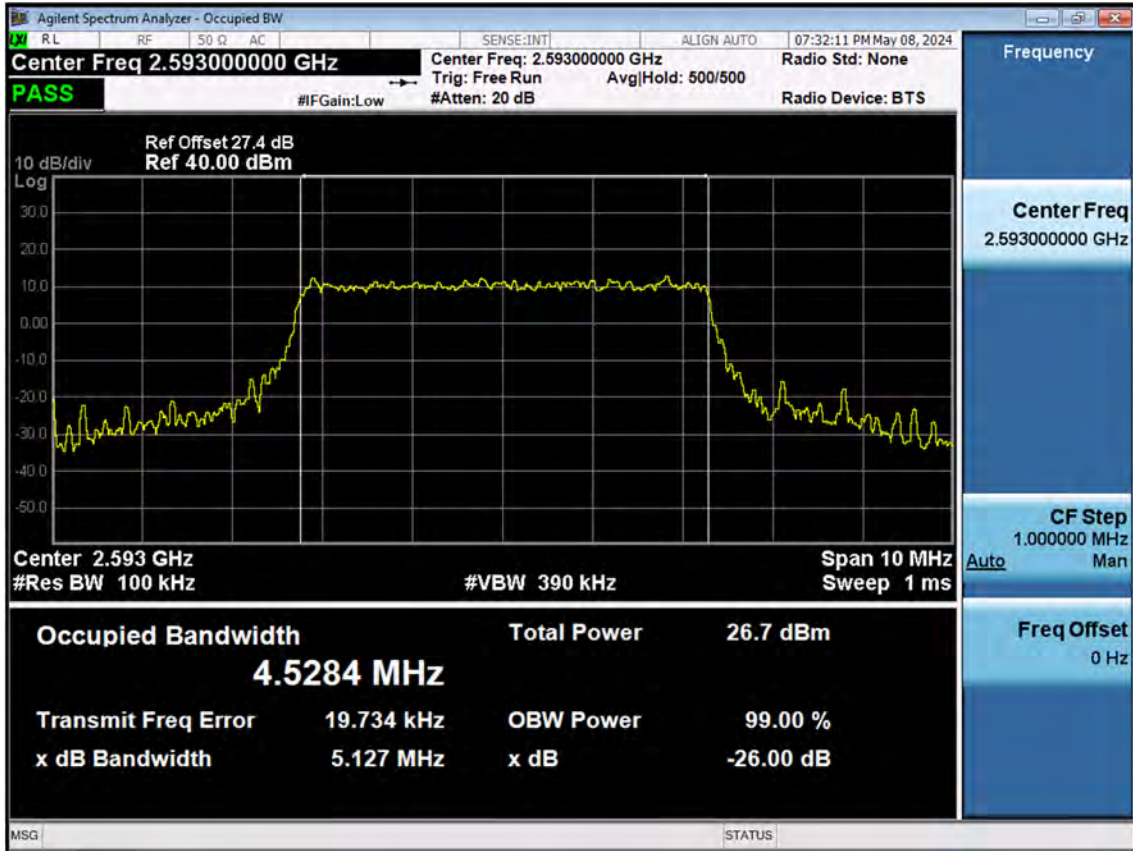 Agilent Spectrum Analyzer - Occupied BW
LXI RL RF 50 Ω AC SENSE:INT ALIGN AUTO 07:32:11 PM May 08, 2024
Center Freq 2.593000000 GHz
Center Freq: 2.593000000 GHz
Radio Std: None
Trig: Free Run Avg|Hold: 500/500
PASS
#IFGain:Low
#Atten: 20 dB
Radio Device: BTS
Ref Offset 27.4 dB
10 dB/div Ref 40.00 dBm
Log
30.0
20.0
10.0
0.00
-10.0
-20.0
-30.0
-40.0
-50.0
Center 2.593 GHz Span 10 MHz
#Res BW 100 kHz #VBW 390 kHz Sweep 1 ms
Occupied Bandwidth Total Power 26.7 dBm
4.5284 MHz
Transmit Freq Error 19.734 kHz OBW Power 99.00 %
x dB Bandwidth 5.127 MHz x dB -26.00 dB
MSG STATUS
Frequency
Center Freq
2.593000000 GHz
CF Step
1.000000 MHz
Auto Man
Freq Offset
0 Hz